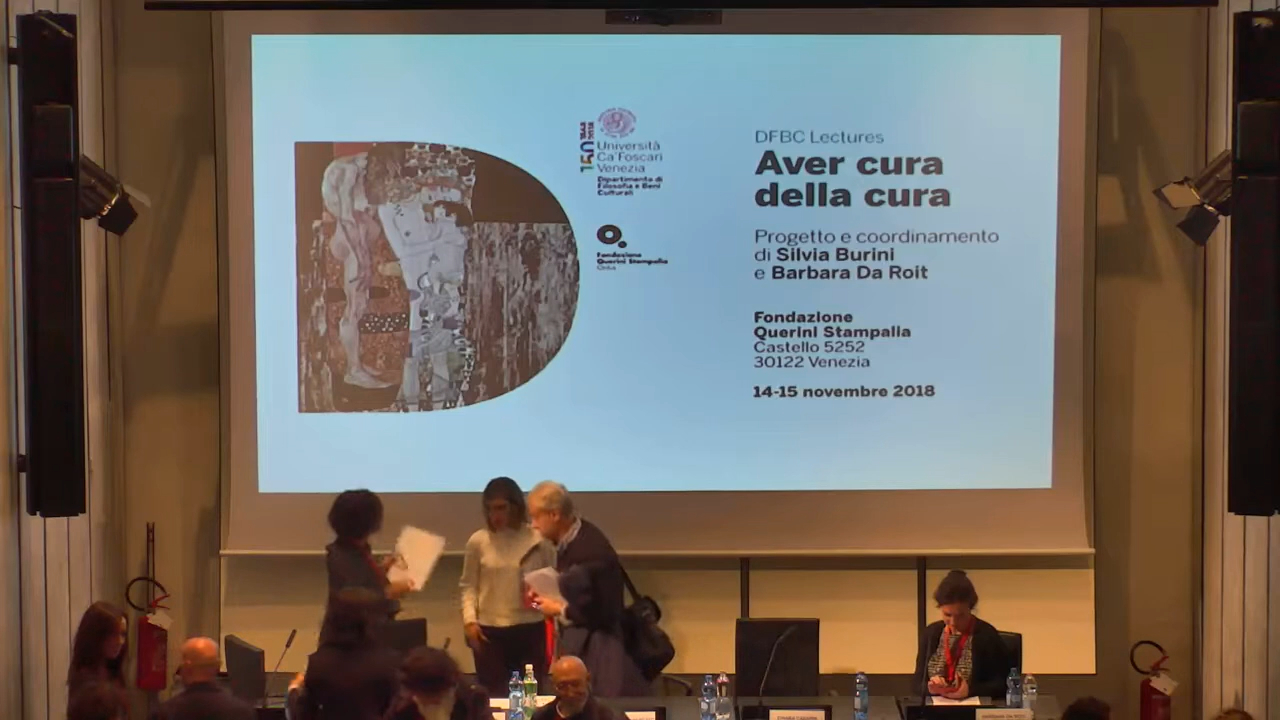 Università
Ca'Foscari
Venezia
Dipartimento di
Filosofia e Beni
Culturali
Fondazione
Querini Stampalia
Onlus
DFBC Lectures
Aver cura
della cura
Progetto e coordinamento
di Silvia Burini
e Barbara Da Roit
Fondazione
Querini Stampalia
Castello 5252
30122 Venezia
14-15 novembre 2018